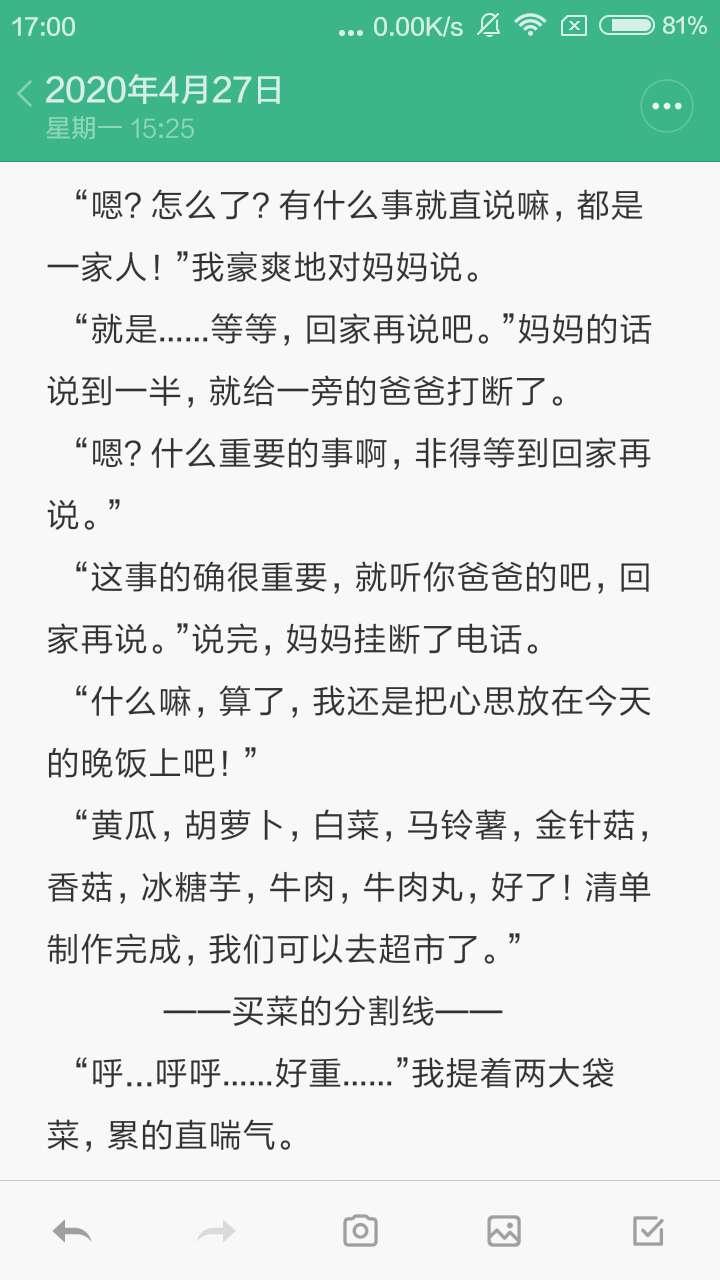 17:00
... 0.00K/s 81%
2020年4月27日
星期一 15:25
“嗯？怎么了？有什么事就直说嘛，都是
一家人！”我豪爽地对妈妈说。
“就是……等等，回家再说吧。”妈妈的话
说到一半，就给一旁的爸爸打断了。
“嗯？什么重要的事啊，非得等到回家再
说。”
“这事的确很重要，就听你爸爸的吧，回
家再说。”说完，妈妈挂断了电话。
“什么嘛，算了，我还是把心思放在今天
的晚饭上吧！”
“黄瓜，胡萝卜，白菜，马铃薯，金针菇，
香菇，冰糖芋，牛肉，牛肉丸，好了！清单
制作完成，我们可以去超市了。”
——买菜的分割线——
“呼…呼呼……好重……”我提着两大袋
菜，累的直喘气。